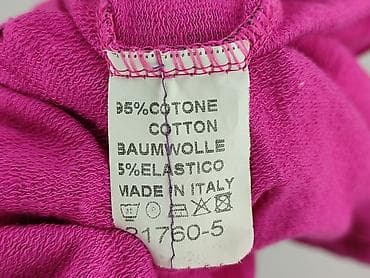 95%COTONE
COTTON
BAUMWOLLE
5%ELASTICO
MADE IN ITALY
21760-5